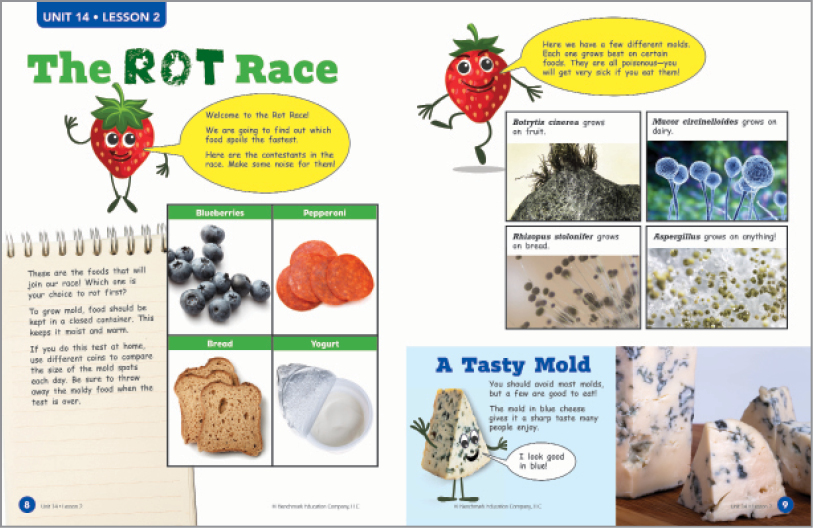 UNIT 14 • LESSON 2
The ROT Race
Welcome to the Rot Race!
We are going to find out which
food spoils the fastest.
Here are the contestants in the
race. Make some noise for them!
Blueberries
Pepperoni
Bread
Yogurt
These are the foods that will
join our race! Which one is
your choice to rot first?
To grow mold, food should be
kept in a closed container. This
keeps it moist and warm.
If you do this test at home,
use different coins to compare
the size of the mold spots
each day. Be sure to throw
away the moldy food when the
test is over.
8
Unit 14 • Lesson
© Benchmark Education Company, LLC
Here we have a few different molds.
Each one grows best on certain
foods. They are all poisonous—you
will get very sick if you eat them!
Botrytis cinerea grows
on fruit.
Mucor circinelloides grows on
dairy.
Rhizopus stolonifer grows
on bread.
Aspergillus grows on anything!
A Tasty Mold
You should avoid most molds,
but a few are good to eat!
The mold in blue cheese
gives it a sharp taste many
people enjoy.
I look good
in blue!
© Benchmark Education Company, LLC
Unit 14 • Lesson
9